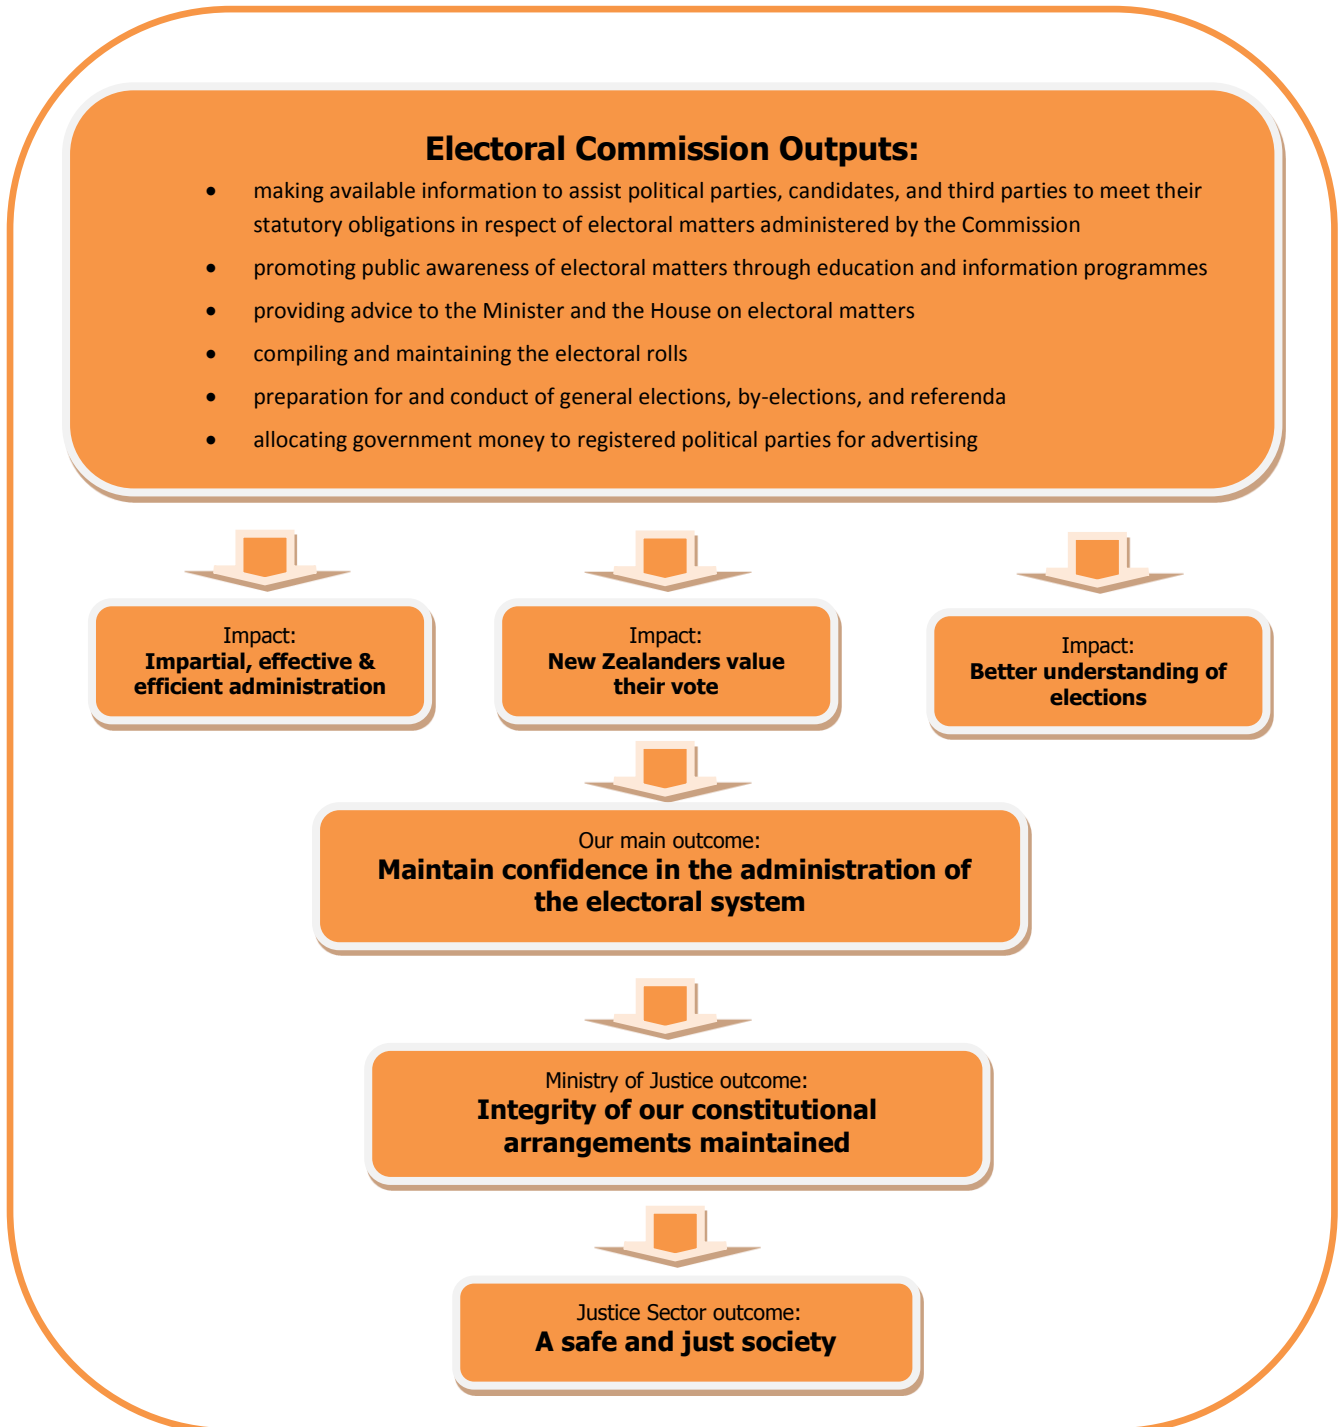 Electoral Commission Outputs:
• making available information to assist political parties, candidates, and third parties to meet their
statutory obligations in respect of electoral matters administered by the Commission
• promoting public awareness of electoral matters through education and information programmes
• providing advice to the Minister and the House on electoral matters
• compiling and maintaining the electoral rolls
• preparation for and conduct of general elections, by-elections, and referenda
• allocating government money to registered political parties for advertising
Impact:
Impartial, effective &
efficient administration
Impact:
New Zealanders value
their vote
Impact:
Better understanding of
elections
Our main outcome:
Maintain confidence in the administration of
the electoral system
Ministry of Justice outcome:
Integrity of our constitutional
arrangements maintained
Justice Sector outcome:
A safe and just society